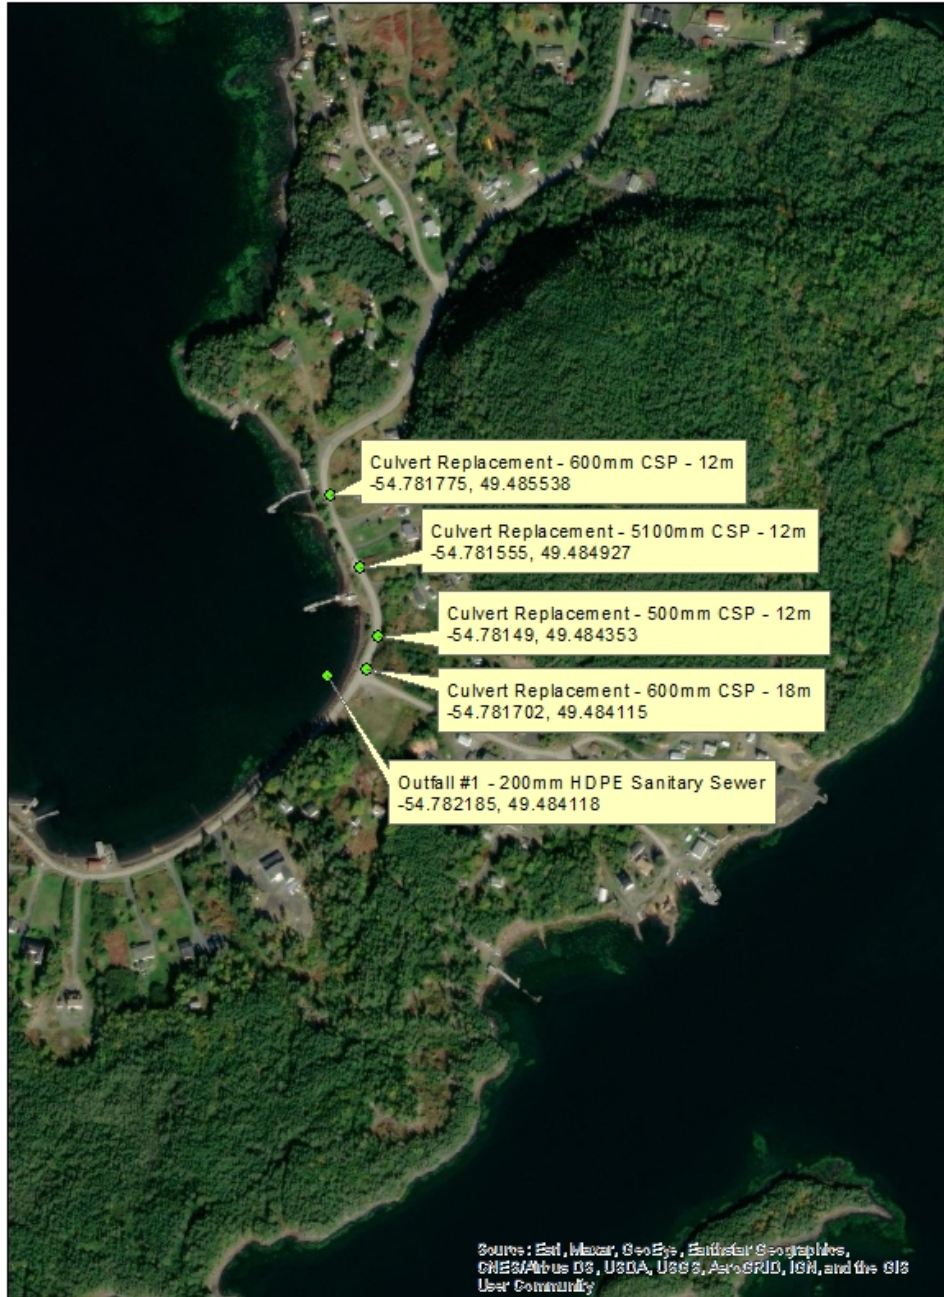 Culvert Replacement - 600mm CSP - 12m
-54.781775, 49.485538
Culvert Replacement - 5100mm CSP - 12m
-54.781555, 49.484927
Culvert Replacement - 500mm CSP - 12m
-54.78149, 49.484353
Culvert Replacement - 600mm CSP - 18m
-54.781702, 49.484115
Outfall #1 - 200mm HDPE Sanitary Sewer
-54.782185, 49.484118
Source: Esri, Maxar, GeoEye, Earthstar Geographics,
CNES/Airbus DS, USDA, USGS, AeroGRID, IGN, and the GIS
User Community